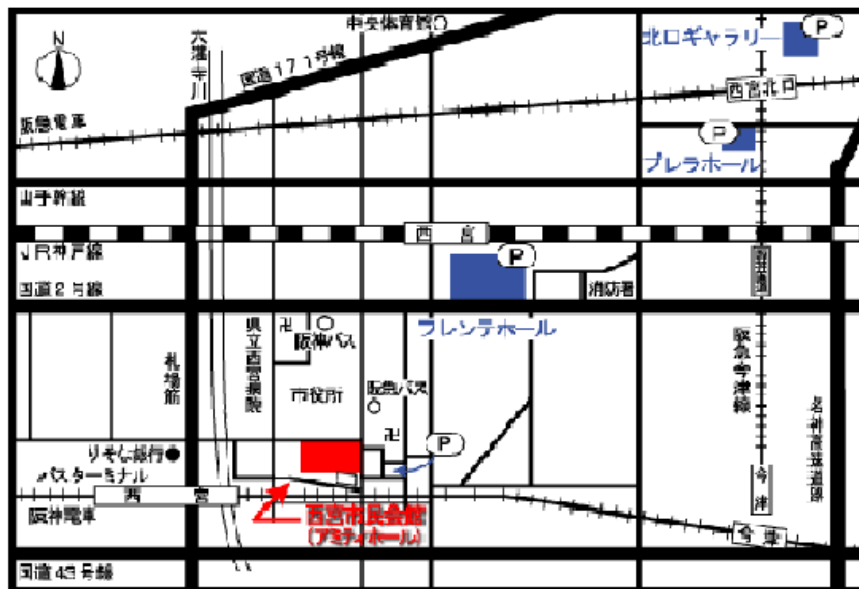 N
六湛寺川
国道171号線
中央体育館
P
北口ギャラリー
西宮北口
阪急電車
P
プレラホール
山手幹線
西宮
JR神戸線
P
国道2号線
消防署
フレンテホール
阪神バス
県立西宮病院
札場筋
市役所
阪急バス
阪急今津線
名神高速道路
P
りそな銀行
バスターミナル
西宮
阪神電車
今津
西宮市民会館
(アミティホール)
今津
国道43号線